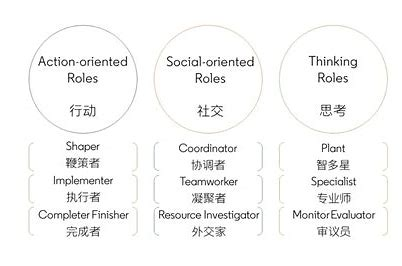 Action-oriented
Roles
行动
Social-oriented
Roles
社交
Thinking
Roles
思考
Shaper
鞭策者
Implementer
执行者
Completer Finisher
完成者
Coordinator
协调者
Teamworker
凝聚者
Resource Investigator
外交家
Plant
智多星
Specialist
专业师
Monitor Evaluator
审议员